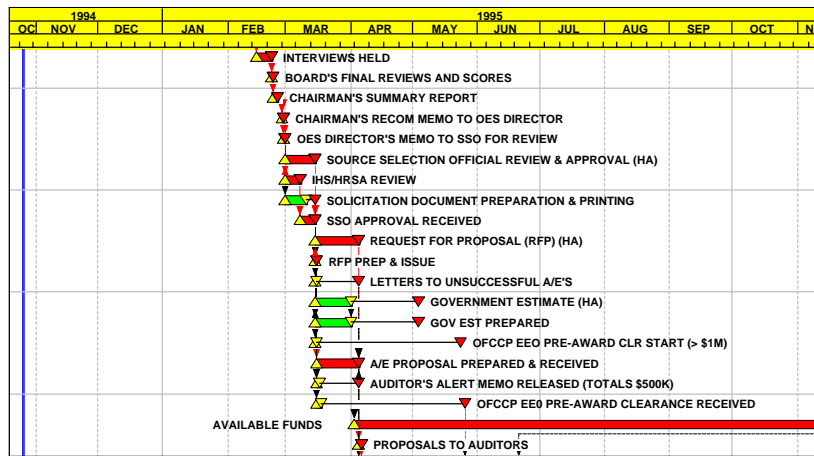 1994 1995
OC NOV DEC JAN FEB MAR APR MAY JUN JUL AUG SEP OCT N
INTERVIEWS HELD
BOARD'S FINAL REVIEWS AND SCORES
CHAIRMAN'S SUMMARY REPORT
CHAIRMAN'S RECOM MEMO TO OES DIRECTOR
OES DIRECTOR'S MEMO TO SSO FOR REVIEW
SOURCE SELECTION OFFICIAL REVIEW & APPROVAL (HA)
IHS/HRSA REVIEW
SOLICITATION DOCUMENT PREPARATION & PRINTING
SSO APPROVAL RECEIVED
REQUEST FOR PROPOSAL (RFP) (HA)
RFP PREP & ISSUE
LETTERS TO UNSUCCESSFUL A/E'S
GOVERNMENT ESTIMATE (HA)
GOV EST PREPARED
OFCCP EEO PRE-AWARD CLR START (> $1M)
A/E PROPOSAL PREPARED & RECEIVED
AUDITOR'S ALERT MEMO RELEASED (TOTALS $500K)
OFCCP EE0 PRE-AWARD CLEARANCE RECEIVED
AVAILABLE FUNDS
PROPOSALS TO AUDITORS